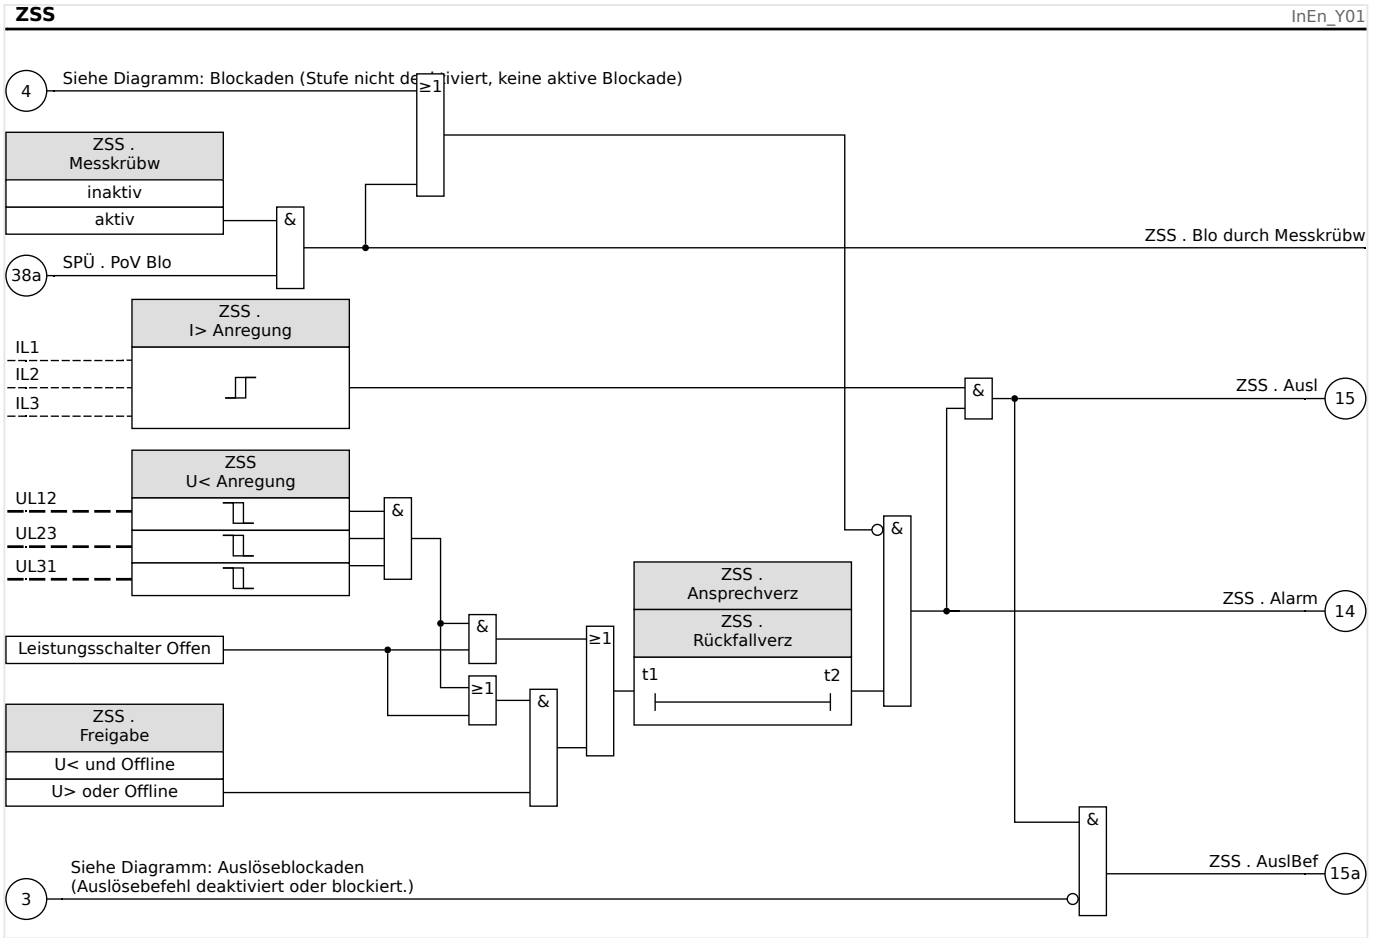 ZSS
InEn_Y01
4
Siehe Diagramm: Blockaden (Stufe nicht deaktiviert, keine aktive Blockade)
≥1
ZSS .
Messkrübw
inaktiv
aktiv
&
ZSS . Blo durch Messkrübw
38a
SPÜ . PoV Blo
ZSS .
I> Anregung
IL1
IL2
IL3
&
ZSS . Ausl
15
ZSS
U< Anregung
UL12
UL23
UL31
&
&
ZSS .
Ansprechverz
ZSS .
Rückfallverz
t1
t2
ZSS . Alarm
14
Leistungsschalter Offen
&
≥1
≥1
&
ZSS .
Freigabe
U< und Offline
U> oder Offline
&
Siehe Diagramm: Auslöseblockaden
(Auslösebefehl deaktiviert oder blockiert.)
3
ZSS . AuslBef
15a